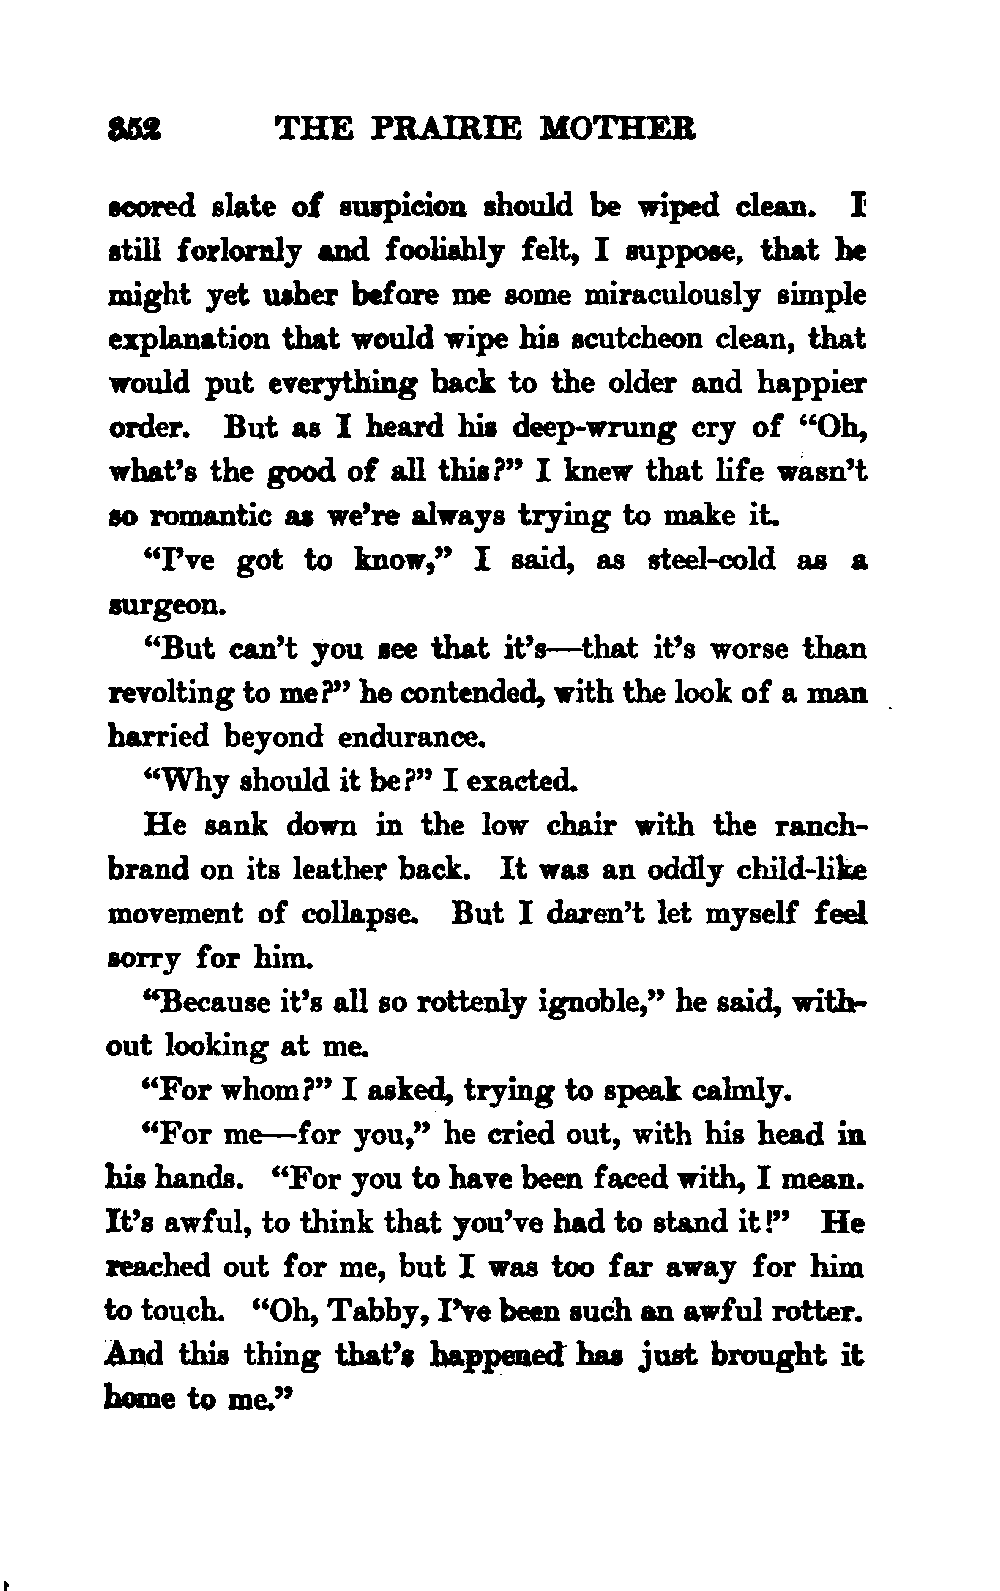 352 THE PRAIRIE MOTHER
scored slate of suspicion should be wiped clean. I
still forlornly and foolishly felt, I suppose, that he
might yet usher before me some miraculously simple
explanation that would wipe his scutcheon clean, that
would put everything back to the older and happier
order. But as I heard his deep-wrung cry of “Oh,
what’s the good of all this?” I knew that life wasn’t
so romantic as we’re always trying to make it.
“I’ve got to know,” I said, as steel-cold as a
surgeon.
“But can’t you see that it’s—that it’s worse than
revolting to me?” he contended, with the look of a man
harried beyond endurance.
“Why should it be?” I exacted.
He sank down in the low chair with the ranch-
brand on its leather back. It was an oddly child-like
movement of collapse. But I daren’t let myself feel
sorry for him.
“Because it’s all so rottenly ignoble,” he said, with-
out looking at me.
“For whom?” I asked, trying to speak calmly.
“For me—for you,” he cried out, with his head in
his hands. “For you to have been faced with, I mean.
It’s awful, to think that you’ve had to stand it!” He
reached out for me, but I was too far away for him
to touch. “Oh, Tabby, I’ve been such an awful rotter.
And this thing that’s happened has just brought it
home to me.”